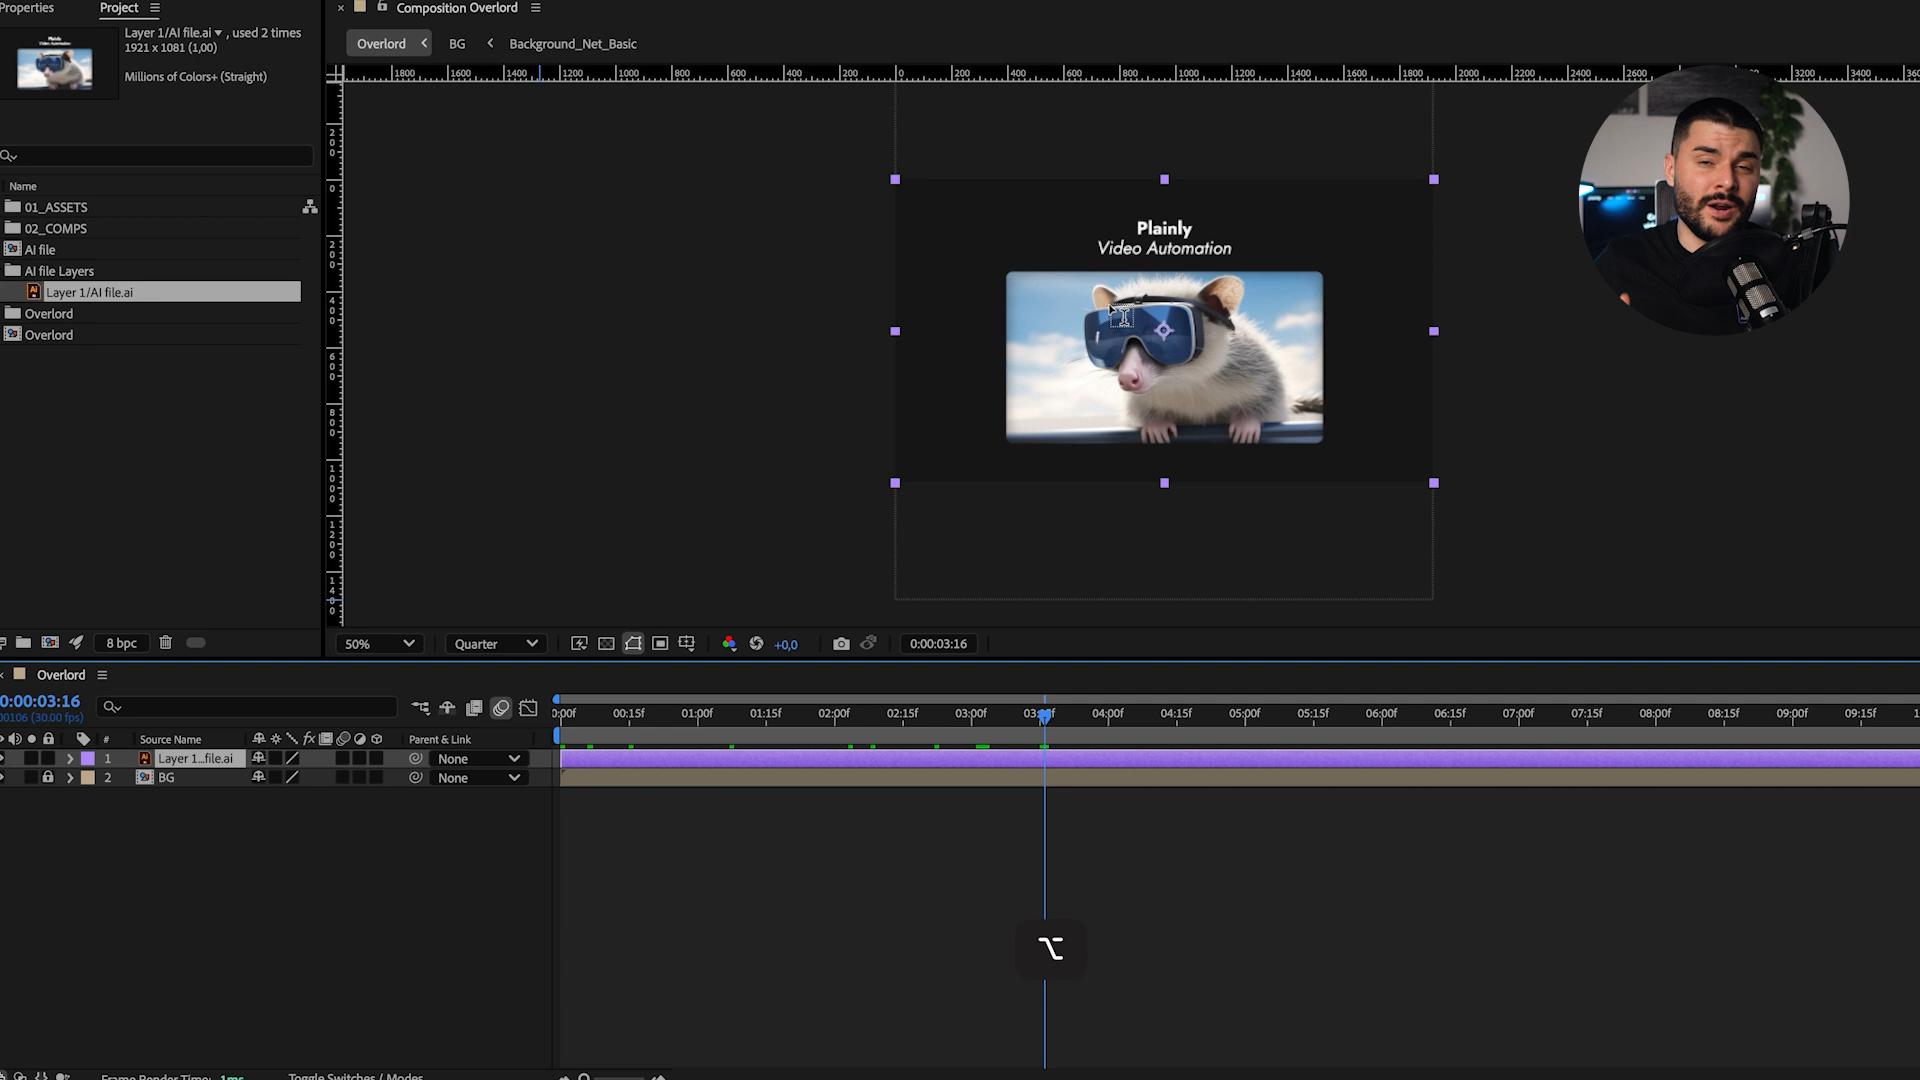 Properties
Project
Composition Overlord
Layer 1/AI file.ai ▾ , used 2 times
1921 x 1081 (1,00)
Millions of Colors+ (Straight)
Overlord
BG
Background_Net_Basic
1800 1600 1400 1200 1000 800 600 400 200 0 200 400 600 800 1000 1200 1400 1600 1800 2000 2200 2400 2600 3200 3400
Name
01_ASSETS
02_COMPS
AI file
AI file Layers
Layer 1/AI file.ai
Overlord
Overlord
Plainly
Video Automation
8 bpc
50%
Quarter
+0,0
0:00:03:16
Overlord
0:00:03:16
00106 (30.00 fps)
0:00f 00:15f 01:00f 01:15f 02:00f 02:15f 03:00f 04:00f 04:15f 05:00f 05:15f 06:00f 06:15f 07:00f 07:15f 08:00f 08:15f 09:00f 09:15f
# Source Name fx Parent & Link
1 Layer 1...file.ai None
2 BG None
⌥
Frame Render Time: 1ms
Toggle Switches / Modes